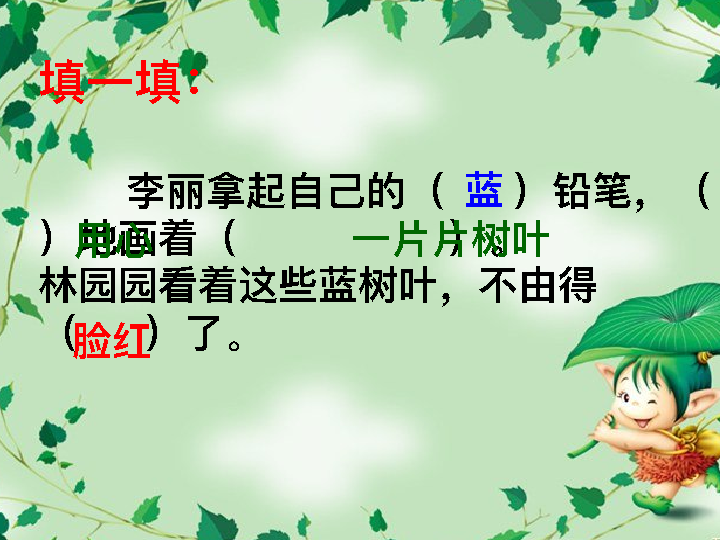 填一填：
李丽拿起自己的（ 蓝 ）铅笔，（
用心）地画着（ 一片片树叶 ）。
林园园看着这些蓝树叶，不由得
（脸红）了。